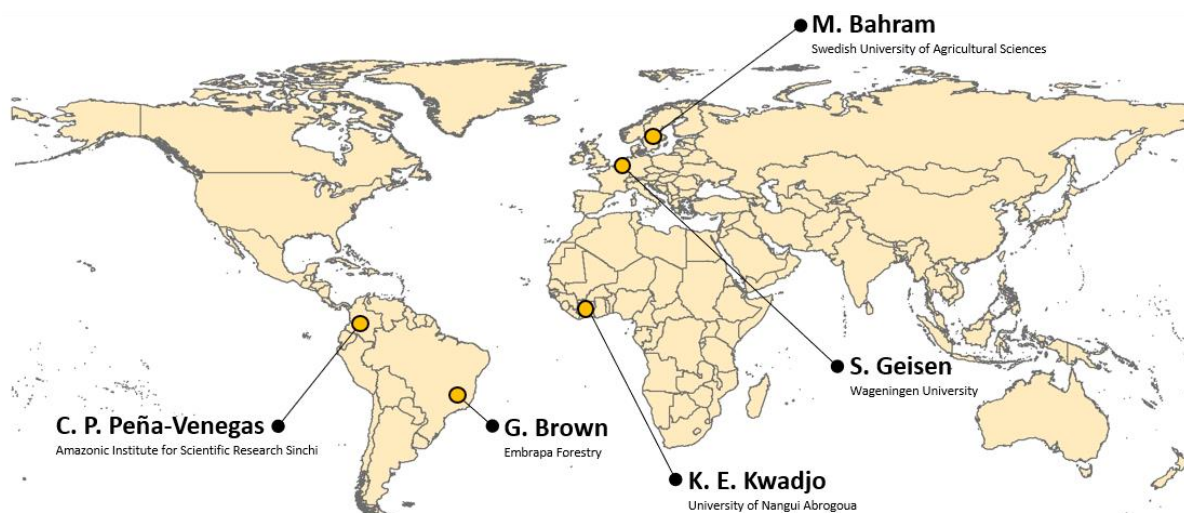 M. Bahram
Swedish University of Agricultural Sciences
S. Geisen
Wageningen University
C. P. Peña-Venegas
Amazonic Institute for Scientific Research Sinchi
G. Brown
Embrapa Forestry
K. E. Kwadjo
University of Nangui Abrogoua